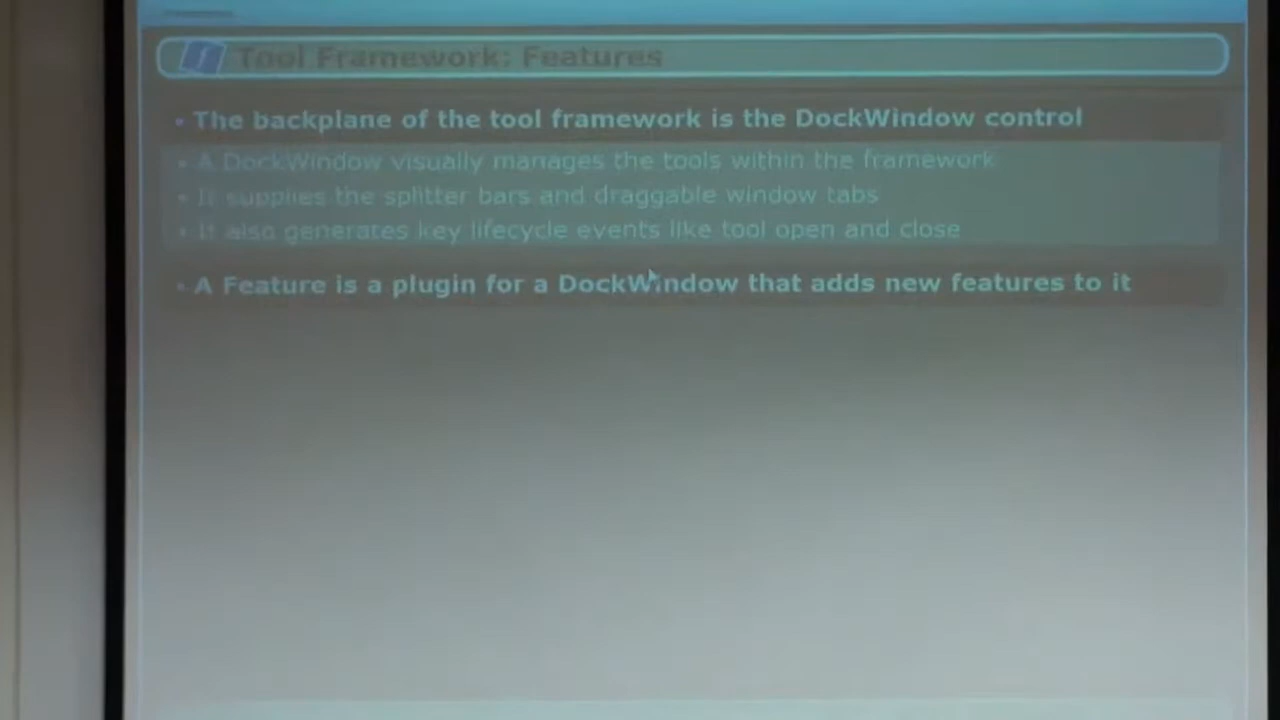 Tool Framework: Features
• The backplane of the tool framework is the DockWindow control
• A DockWindow visually manages the tools within the framework
• It supplies the splitter bars and draggable window tabs
• It also generates key lifecycle events like tool open and close
• A Feature is a plugin for a DockWindow that adds new features to it